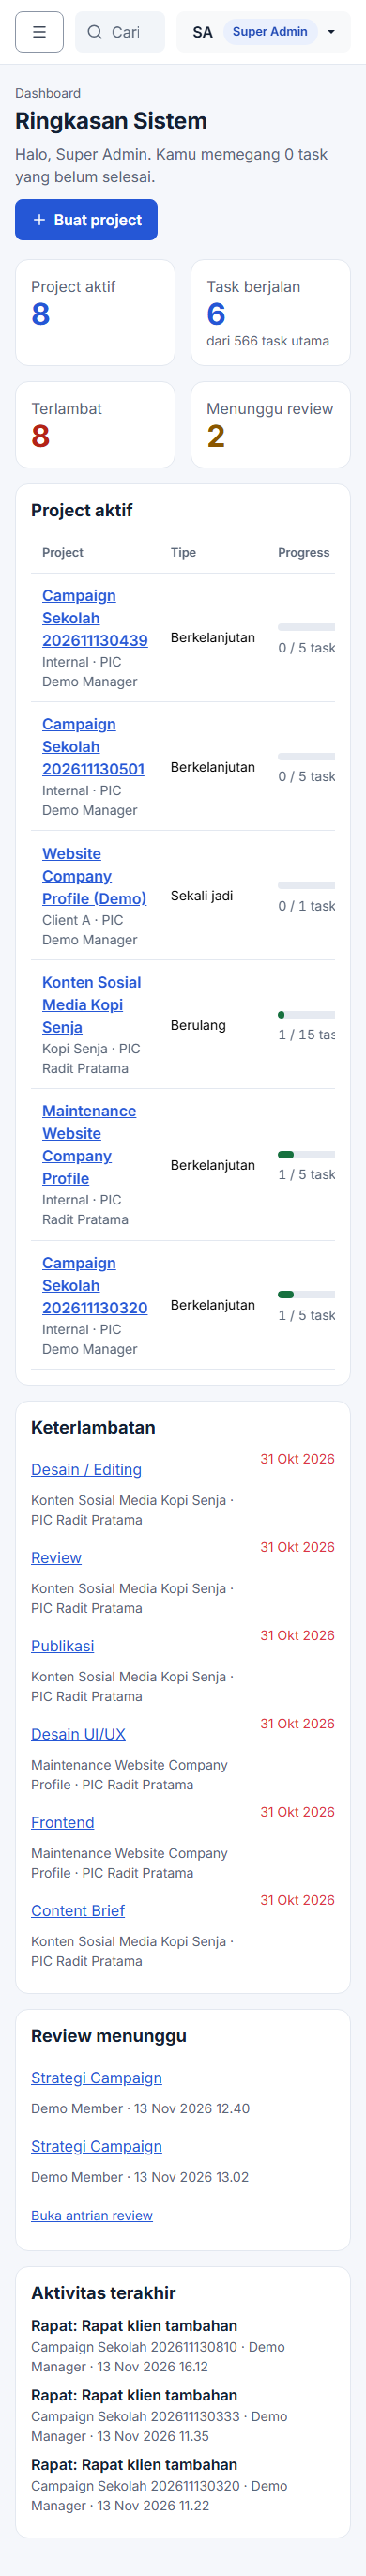 Cari
SA Super Admin
Dashboard
Ringkasan Sistem
Halo, Super Admin. Kamu memegang 0 task
yang belum selesai.
+ Buat project
Project aktif
8
Task berjalan
6
dari 566 task utama
Terlambat
8
Menunggu review
2
Project aktif
Project Tipe Progress
Campaign
Sekolah
202611130439
Internal · PIC
Demo Manager
Berkelanjutan
0 / 5 task
Campaign
Sekolah
202611130501
Internal · PIC
Demo Manager
Berkelanjutan
0 / 5 task
Website
Company
Profile (Demo)
Client A · PIC
Demo Manager
Sekali jadi
0 / 1 task
Konten Sosial
Media Kopi
Senja
Kopi Senja · PIC
Radit Pratama
Berulang
1 / 15 tas
Maintenance
Website
Company
Profile
Internal · PIC
Radit Pratama
Berkelanjutan
1 / 5 task
Campaign
Sekolah
202611130320
Internal · PIC
Demo Manager
Berkelanjutan
1 / 5 task
Keterlambatan
Desain / Editing
31 Okt 2026
Konten Sosial Media Kopi Senja ·
PIC Radit Pratama
Review
31 Okt 2026
Konten Sosial Media Kopi Senja ·
PIC Radit Pratama
Publikasi
31 Okt 2026
Konten Sosial Media Kopi Senja ·
PIC Radit Pratama
Desain UI/UX
31 Okt 2026
Maintenance Website Company
Profile · PIC Radit Pratama
Frontend
31 Okt 2026
Maintenance Website Company
Profile · PIC Radit Pratama
Content Brief
31 Okt 2026
Konten Sosial Media Kopi Senja ·
PIC Radit Pratama
Review menunggu
Strategi Campaign
Demo Member · 13 Nov 2026 12.40
Strategi Campaign
Demo Member · 13 Nov 2026 13.02
Buka antrian review
Aktivitas terakhir
Rapat: Rapat klien tambahan
Campaign Sekolah 202611130810 · Demo
Manager · 13 Nov 2026 16.12
Rapat: Rapat klien tambahan
Campaign Sekolah 202611130333 · Demo
Manager · 13 Nov 2026 11.35
Rapat: Rapat klien tambahan
Campaign Sekolah 202611130320 · Demo
Manager · 13 Nov 2026 11.22